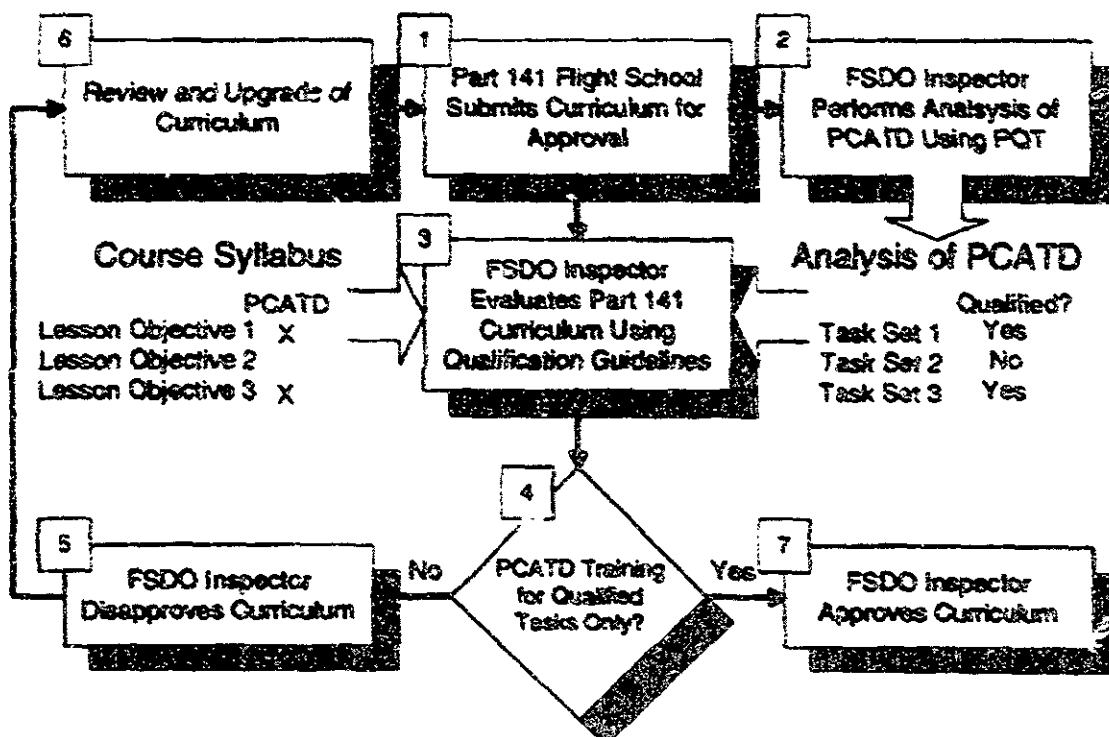 6
Review and Upgrade of
Curriculum
1
Part 141 Flight School
Submits Curriculum for
Approval
2
FSDO Inspector
Performs Analsysis of
PCATD Using PQT
Course Syllabus
PCATD
Lesson Objective 1 X
Lesson Objective 2
Lesson Objective 3 X
3
FSDO Inspector
Evaluates Part 141
Curriculum Using
Qualification Guidelines
Analysis of PCATD
Qualified?
Task Set 1 Yes
Task Set 2 No
Task Set 3 Yes
4
PCATD Training
for Qualified
Tasks Only?
No
Yes
5
FSDO Inspector
Disapproves Curriculum
7
FSDO Inspector
Approves Curriculum